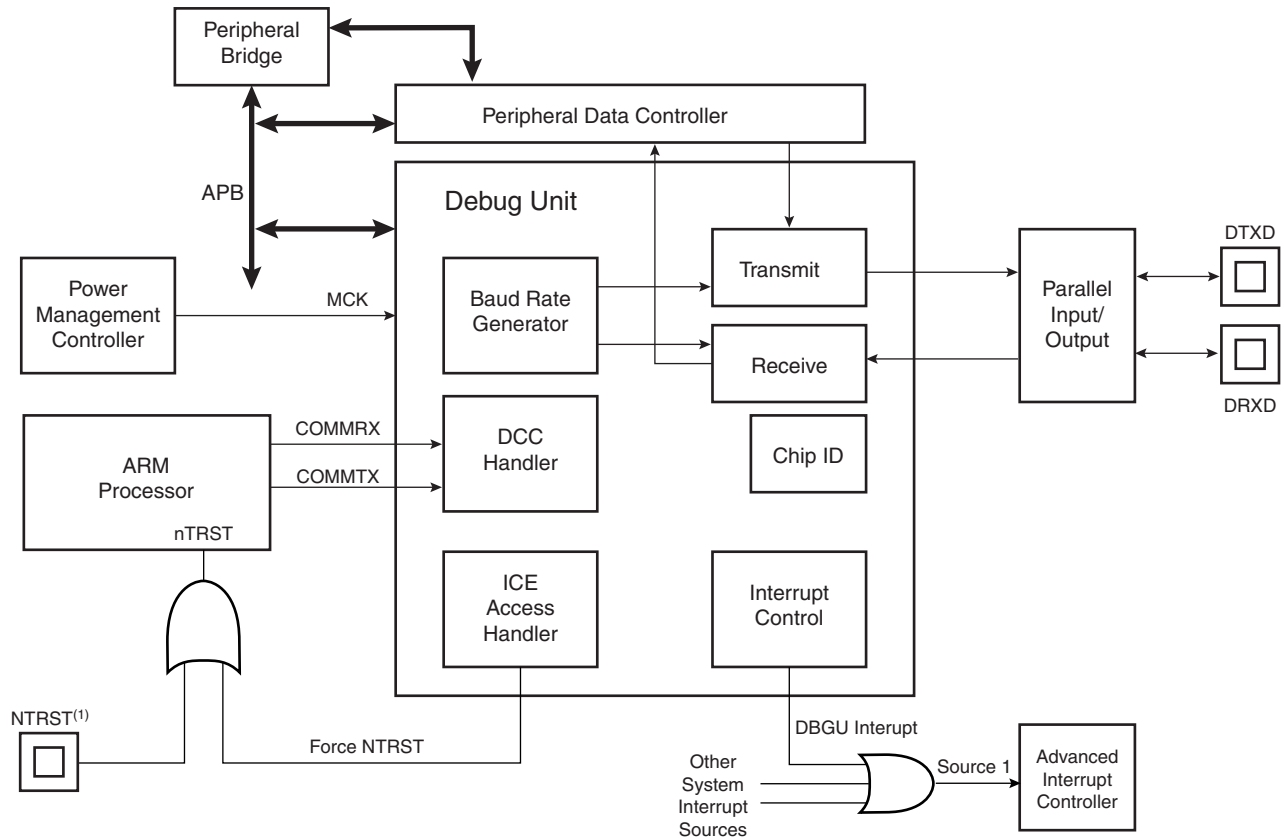 Peripheral
Bridge
Peripheral Data Controller
APB
Debug Unit
DTXD
Power
Management
Controller
MCK
Baud Rate
Generator
Transmit
Parallel
Input/
Output
Receive
DRXD
ARM
Processor
nTRST
COMMRX
COMMTX
DCC
Handler
Chip ID
ICE
Access
Handler
Interrupt
Control
NTRST(1)
Force NTRST
DBGU Interupt
Other
System
Interrupt
Sources
Source 1
Advanced
Interrupt
Controller